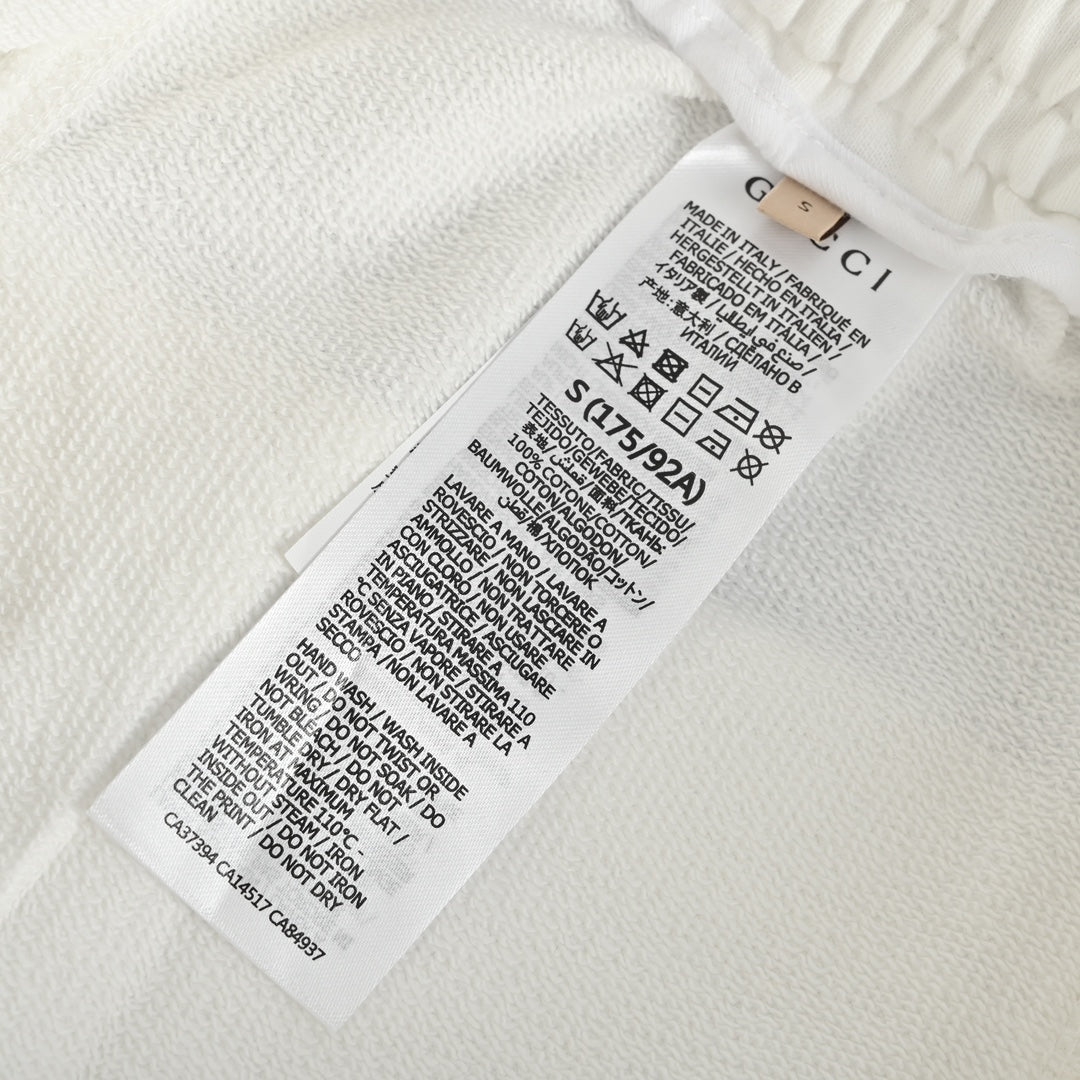 S
G CCI
MADE IN ITALY / FABRIQUÉ EN
ITALIE / HECHO EN ITALIA /
HERGESTELLT IN ITALIEN /
FABRICADO EM ITÁLIA /
イタリア製 / صنع في إيطاليا /
产地：意大利 / СДЕЛАНО В
ИТАЛИИ
S (175/92A)
TESSUTO/FABRIC/TISSU/
TEJIDO/GEWEBE/TECIDO/
表地/قماش/面料/ТКАНЬ:
100% COTONE/COTTON/
COTON/ALGODON/
BAUMWOLLE/ALGODÃO/コットン/
قطن/棉/ХЛОПОК
LAVARE A MANO / LAVARE A
ROVESCIO / NON TORCERE O
STRIZZARE / NON LASCIARE IN
AMMOLLO / NON TRATTARE
CON CLORO / NON USARE
ASCIUGATRICE / ASCIUGARE
IN PIANO / STIRARE A
TEMPERATURA MASSIMA 110
°C SENZA VAPORE / STIRARE A
ROVESCIO / NON STIRARE LA
STAMPA /NON LAVARE A
SECCO
HAND WASH / WASH INSIDE
OUT / DO NOT TWIST OR
WRING / DO NOT SOAK / DO
NOT BLEACH / DO NOT
TUMBLE DRY/ DRY FLAT /
IRON AT MAXIMUM
TEMPERATURE 110°C -
WITHOUT STEAM / IRON
INSIDE OUT / DO NOT IRON
THE PRINT / DO NOT DRY
CLEAN
CA37394 CA14517 CA84937